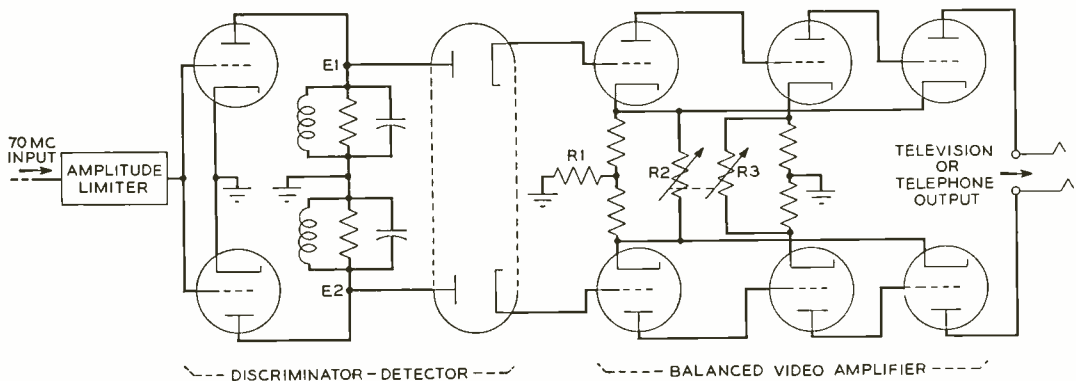 70 MC
INPUT
AMPLITUDE
LIMITER
E1
E2
R1
R2
R3
TELEVISION
OR
TELEPHONE
OUTPUT
DISCRIMINATOR-DETECTOR
BALANCED VIDEO AMPLIFIER